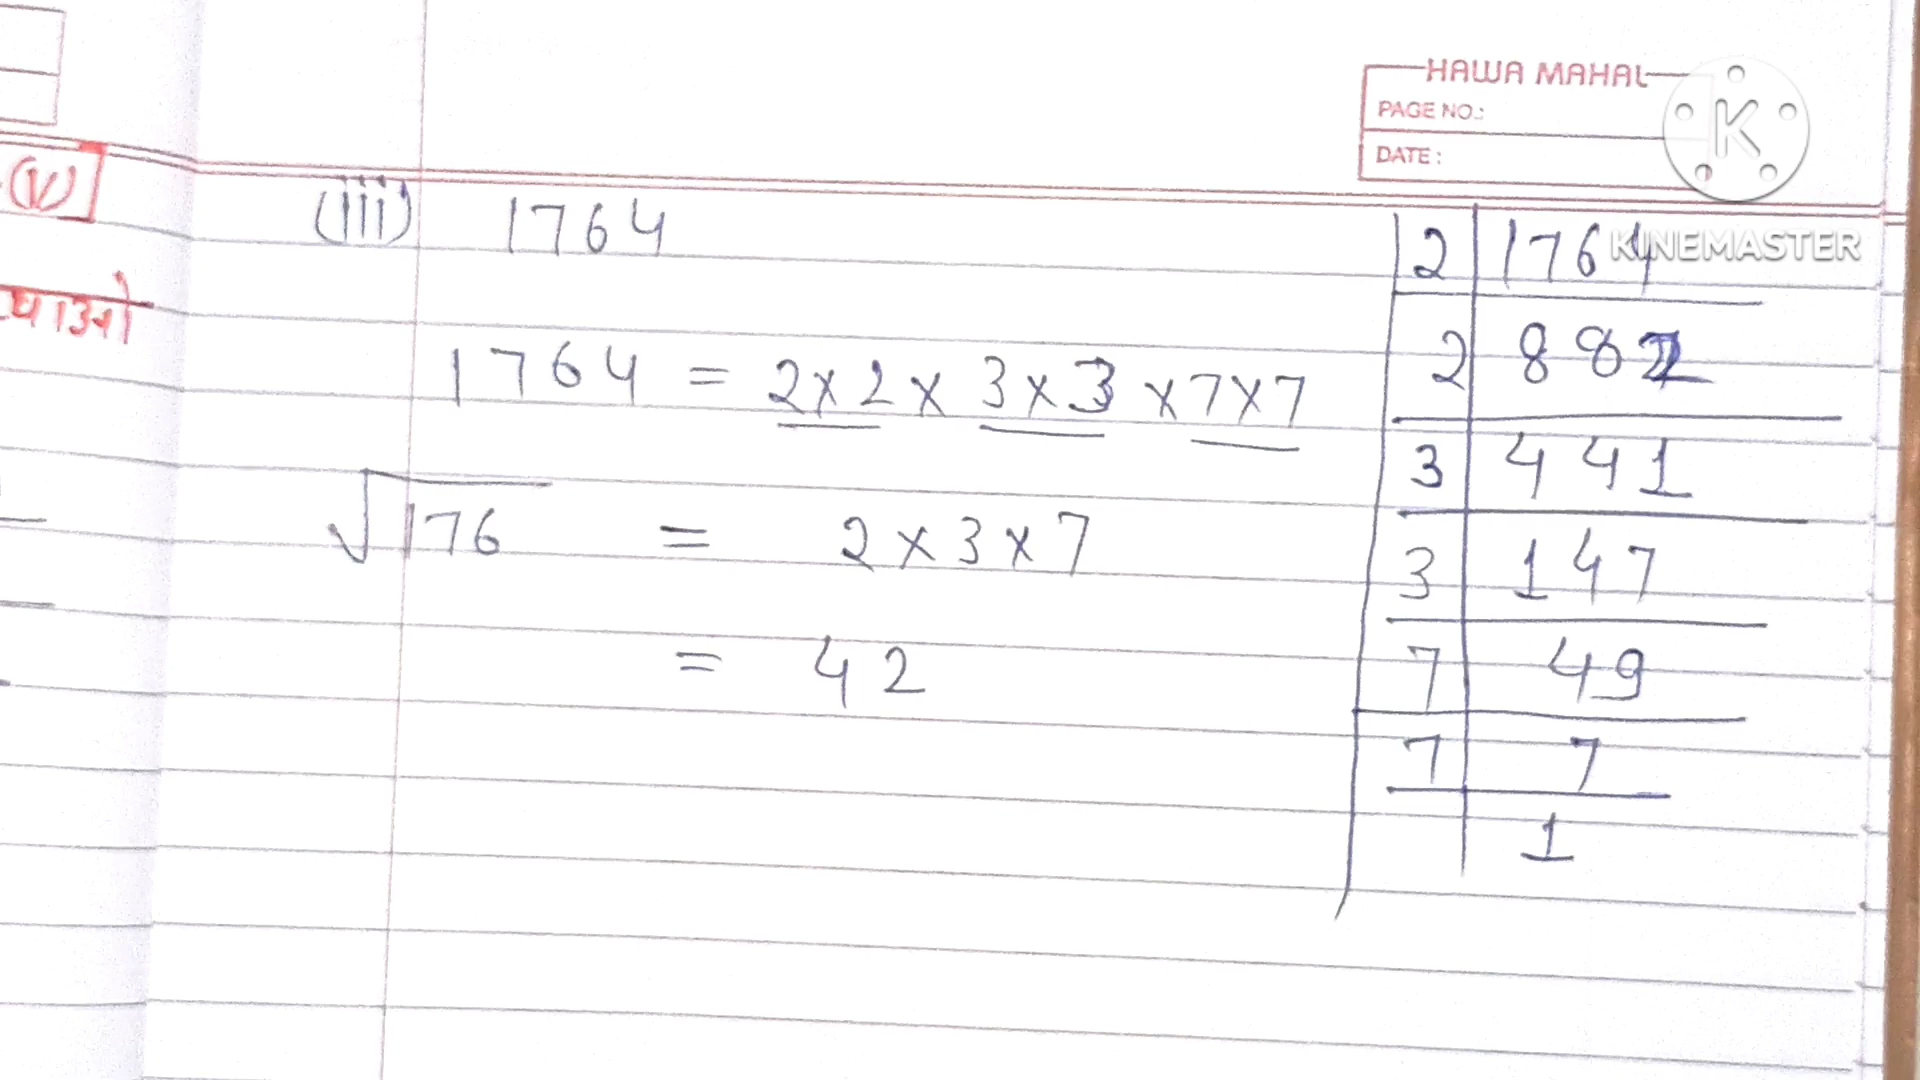 HAWA MAHAL
PAGE NO.:
DATE:
K
KINEMASTER
(V)
(iii) 1764
1764 = 2×2 × 3×3 × 7×7
√176 = 2×3×7
= 42
2 | 1764
2 | 882
3 | 441
3 | 147
7 | 49
7 | 7
1